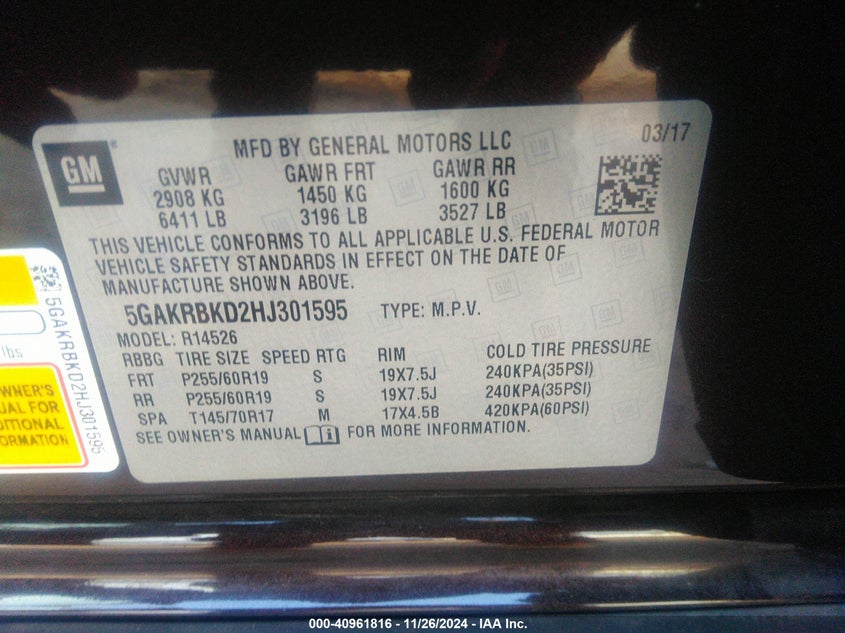 GM
MFD BY GENERAL MOTORS LLC
03/17
GVWR GAWR FRT GAWR RR
2908 KG 1450 KG 1600 KG
6411 LB 3196 LB 3527 LB
THIS VEHICLE CONFORMS TO ALL APPLICABLE U.S. FEDERAL MOTOR
VEHICLE SAFETY STANDARDS IN EFFECT ON THE DATE OF
MANUFACTURE SHOWN ABOVE.
5GAKRBKD2HJ301595 TYPE: M.P.V.
MODEL: R14526
RBBG TIRE SIZE SPEED RTG RIM COLD TIRE PRESSURE
FRT P255/60R19 S 19X7.5J 240KPA(35PSI)
RR P255/60R19 S 19X7.5J 240KPA(35PSI)
SPA T145/70R17 M 17X4.5B 420KPA(60PSI)
SEE OWNER'S MANUAL FOR MORE INFORMATION.
5GAKRBKD2HJ301595
lbs
OWNER'S
FOR
000-40961816 - 11/26/2024 - IAA Inc.